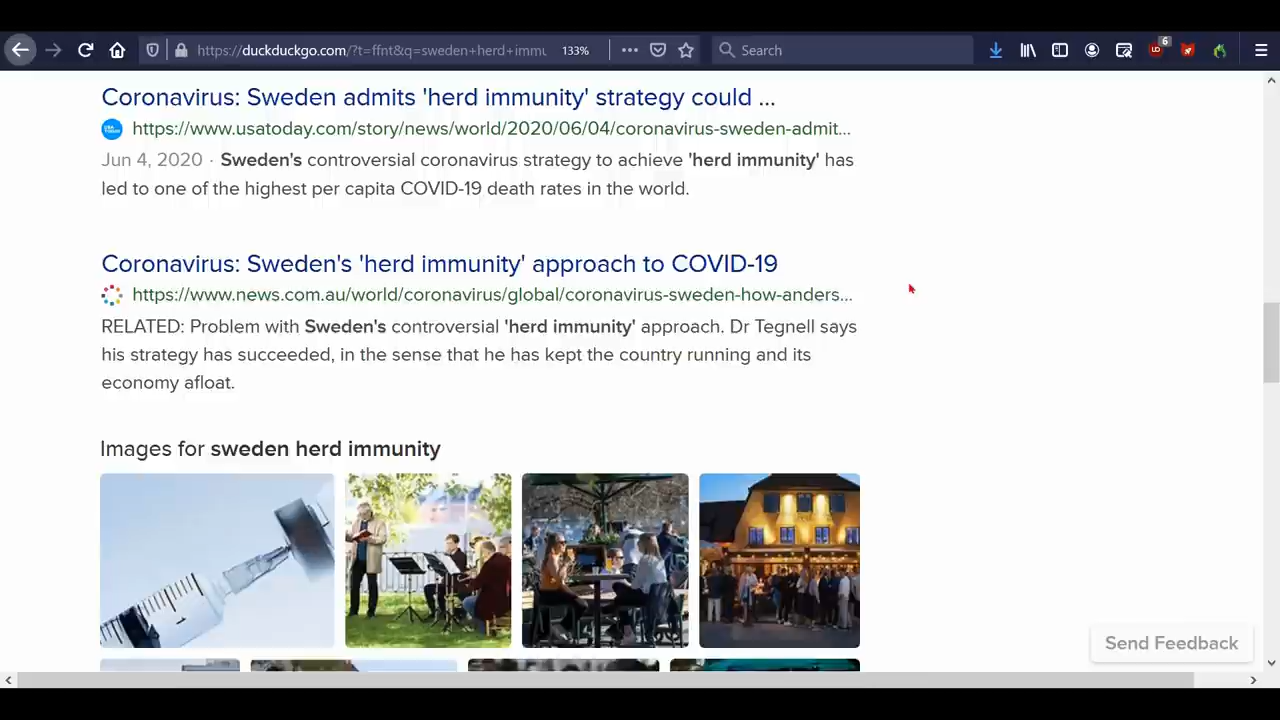 https://duckduckgo.com/?t=ffnt&q=sweden+herd+immu
133%
Search
6
Coronavirus: Sweden admits 'herd immunity' strategy could ...
https://www.usatoday.com/story/news/world/2020/06/04/coronavirus-sweden-admit...
Jun 4, 2020 · Sweden's controversial coronavirus strategy to achieve 'herd immunity' has
led to one of the highest per capita COVID-19 death rates in the world.
Coronavirus: Sweden's 'herd immunity' approach to COVID-19
https://www.news.com.au/world/coronavirus/global/coronavirus-sweden-how-anders...
RELATED: Problem with Sweden's controversial 'herd immunity' approach. Dr Tegnell says
his strategy has succeeded, in the sense that he has kept the country running and its
economy afloat.
Images for sweden herd immunity
Send Feedback